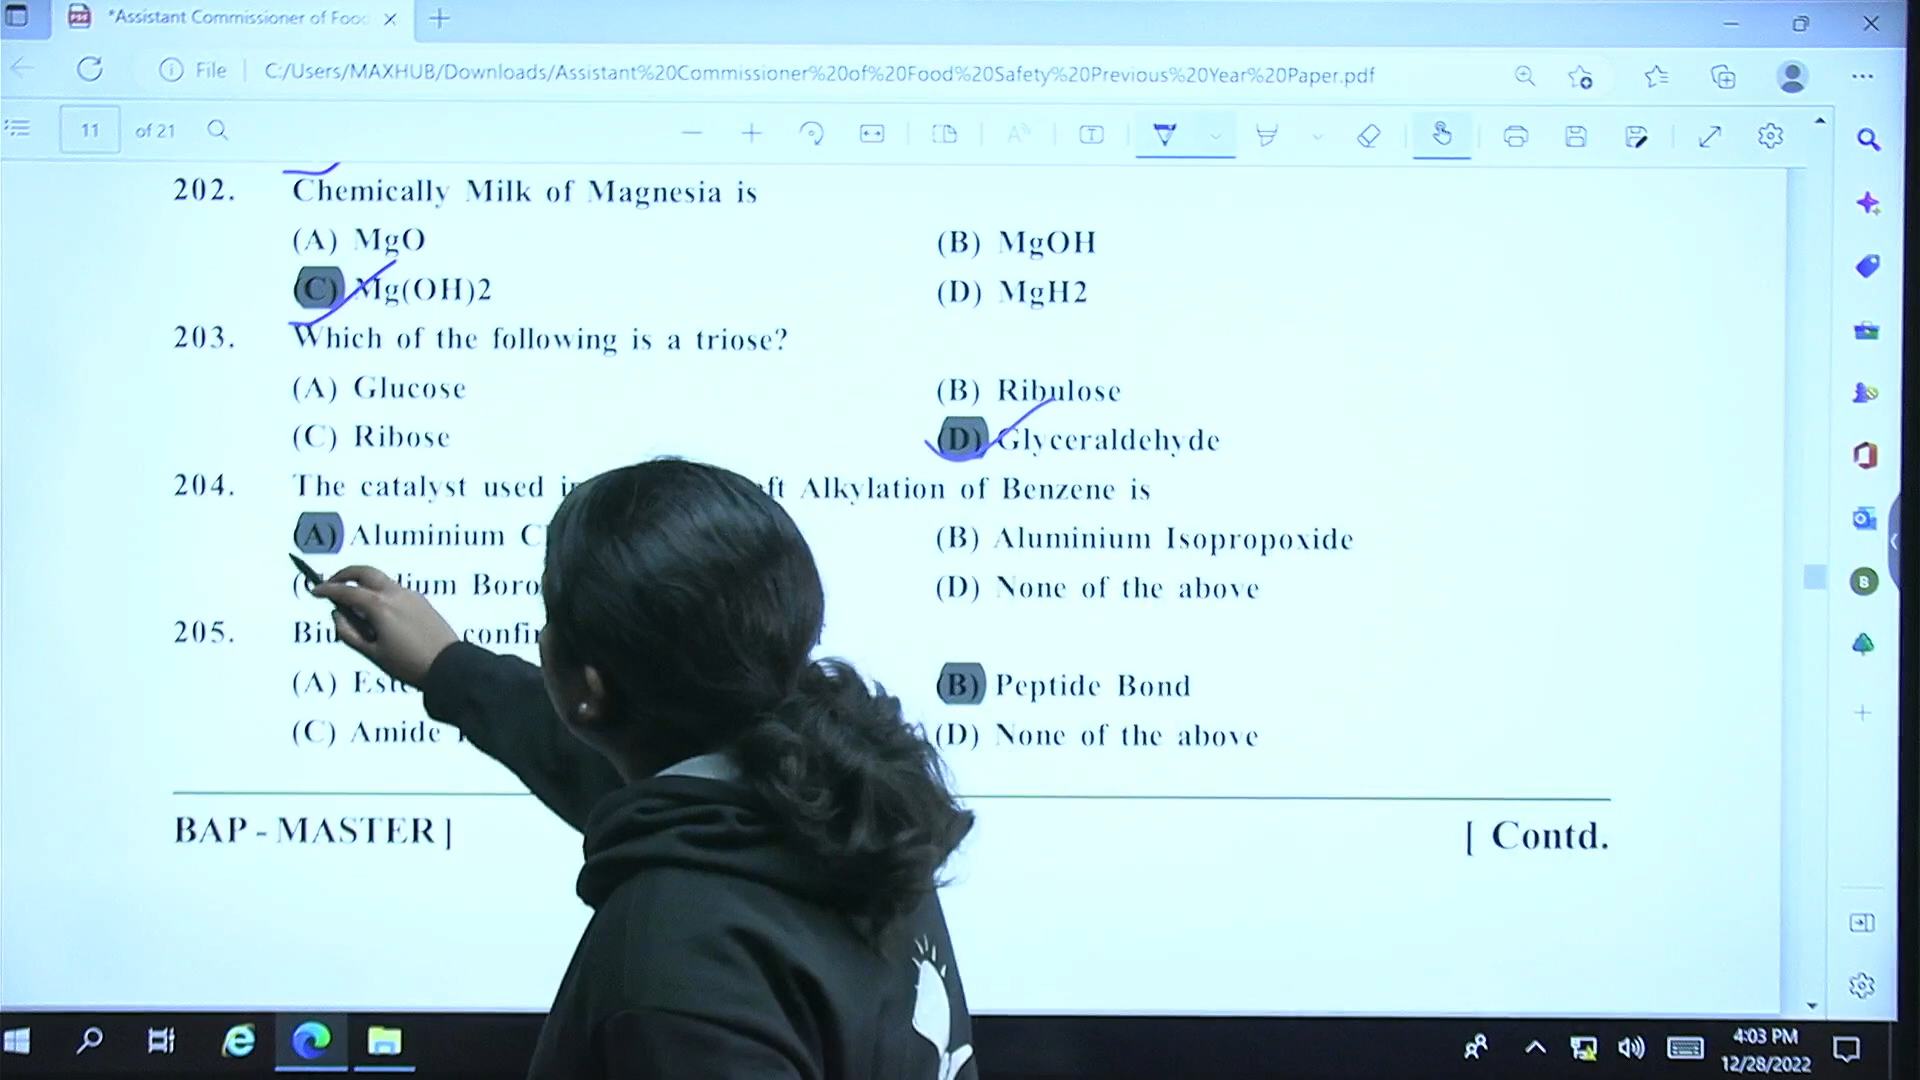 *Assistant Commissioner of Food
File
C:/Users/MAXHUB/Downloads/Assistant%20Commissioner%20of%20Food%20Safety%20Previous%20Year%20Paper.pdf
11 of 21
202. Chemically Milk of Magnesia is
(A) MgO (B) MgOH
(C) Mg(OH)2 (D) MgH2
203. Which of the following is a triose?
(A) Glucose (B) Ribulose
(C) Ribose (D) Glyceraldehyde
204. The catalyst used Alkylation of Benzene is
(A) Aluminium (B) Aluminium Isopropoxide
(D) None of the above
205.
(A) (B) Peptide Bond
(C) Amide (D) None of the above
BAP - MASTER ] [ Contd.
4:03 PM
12/28/2022